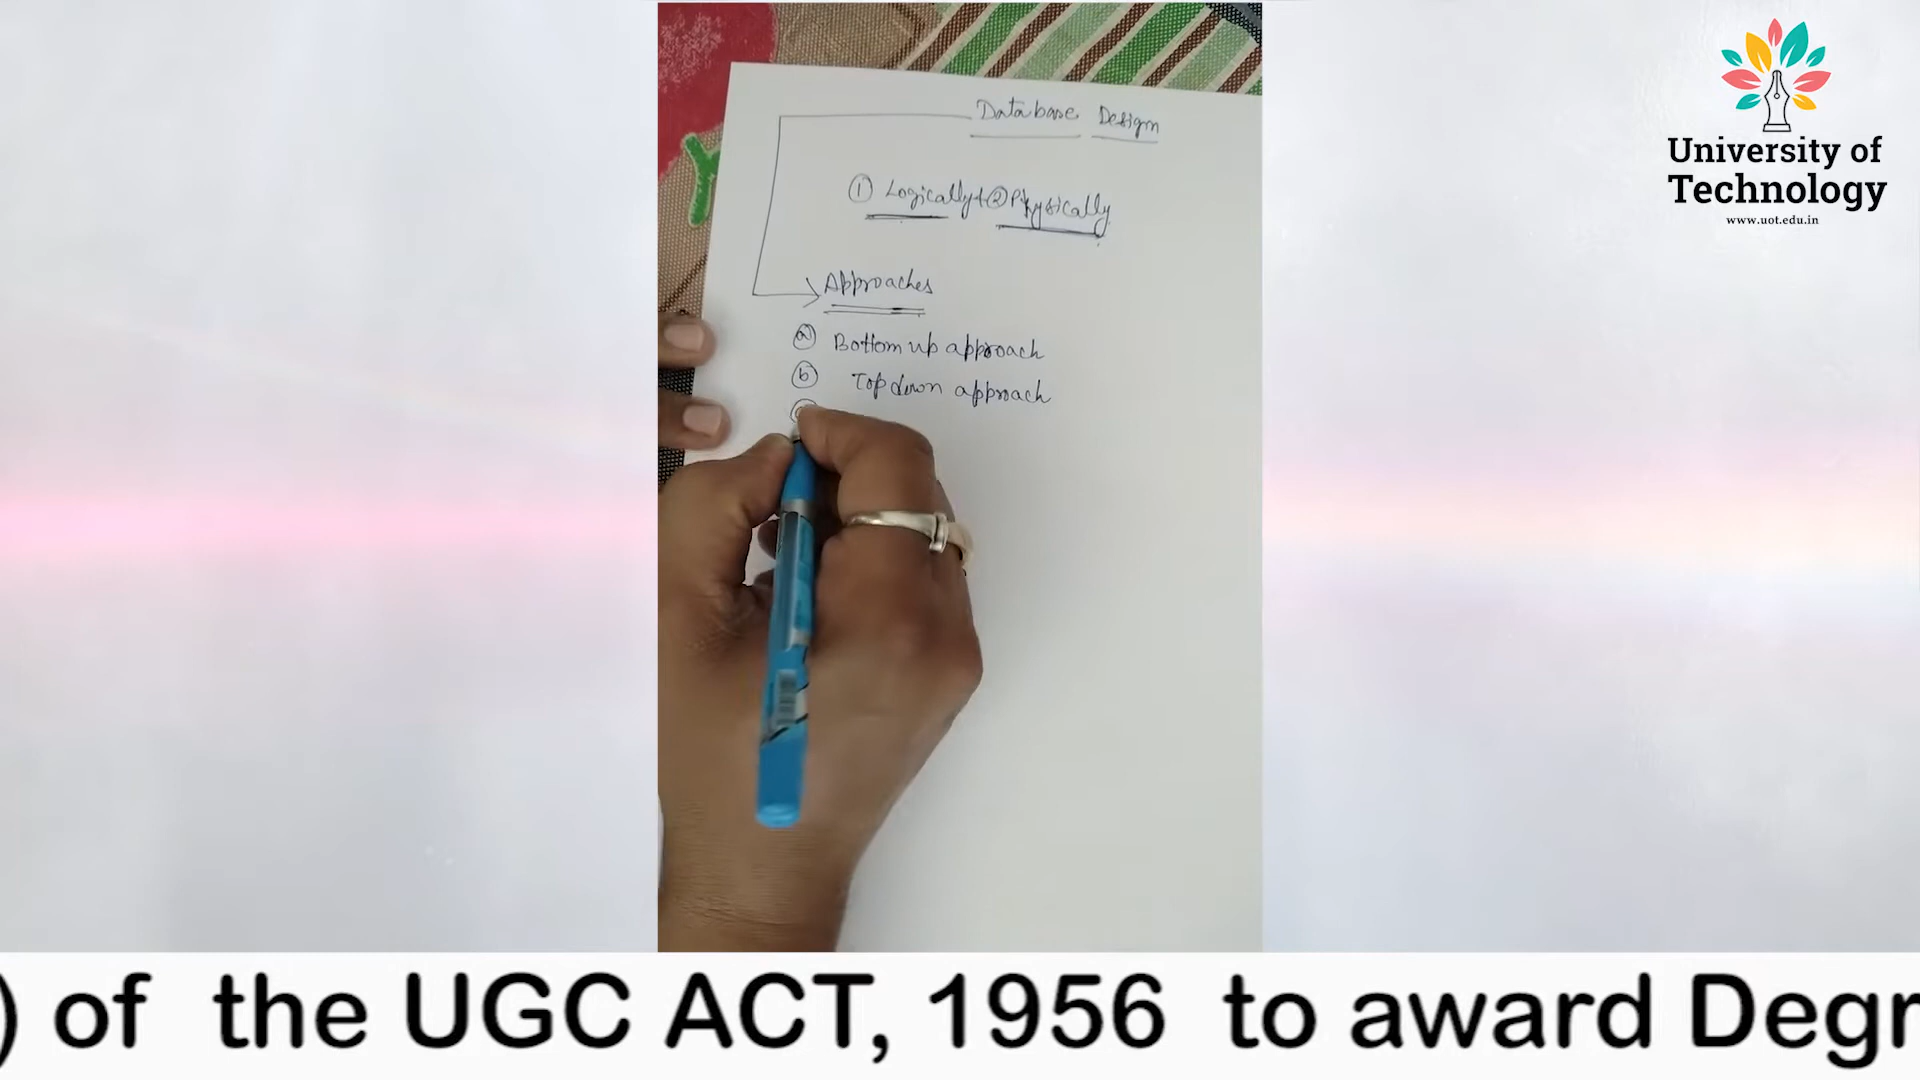 Database Design
① Logically + ② Physically
Approaches
ⓐ Bottom up approach
ⓑ Top down approach
ⓒ
University of
Technology
www.uot.edu.in
) of the UGC ACT, 1956 to award Degr